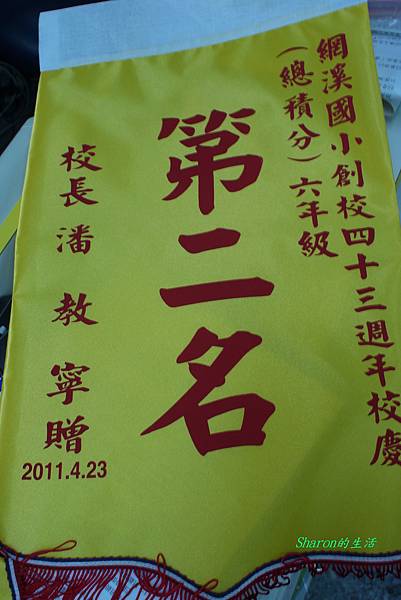 網溪國小創校四十三週年校慶
（總積分）六年級
第二名
校長潘教寧贈
2011.4.23
Sharon的生活